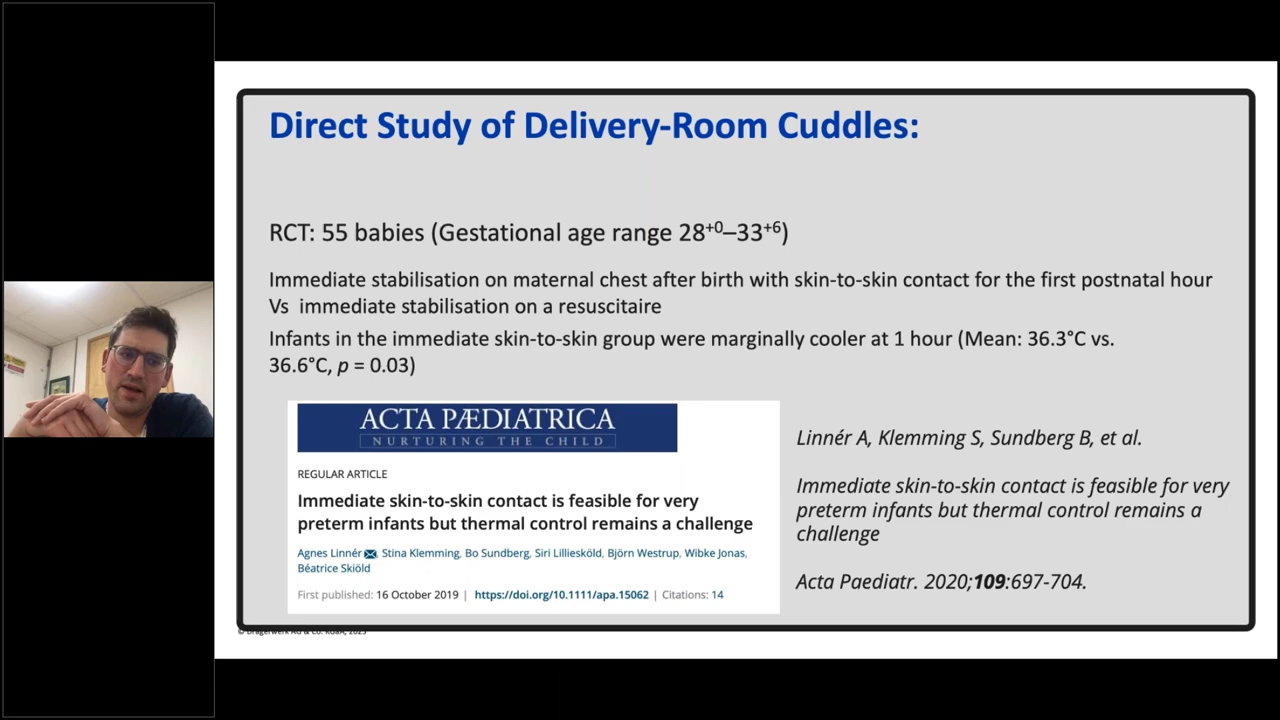 Direct Study of Delivery-Room Cuddles:
RCT: 55 babies (Gestational age range 28+0–33+6)
Immediate stabilisation on maternal chest after birth with skin-to-skin contact for the first postnatal hour
Vs immediate stabilisation on a resuscitaire
Infants in the immediate skin-to-skin group were marginally cooler at 1 hour (Mean: 36.3°C vs.
36.6°C, p = 0.03)
ACTA PÆDIATRICA
NURTURING THE CHILD
REGULAR ARTICLE
Immediate skin-to-skin contact is feasible for very
preterm infants but thermal control remains a challenge
Agnes Linnér, Stina Klemming, Bo Sundberg, Siri Lilliesköld, Björn Westrup, Wibke Jonas,
Béatrice Skiöld
First published: 16 October 2019 | https://doi.org/10.1111/apa.15062 | Citations: 14
Linnér A, Klemming S, Sundberg B, et al.
Immediate skin-to-skin contact is feasible for very
preterm infants but thermal control remains a
challenge
Acta Paediatr. 2020;109:697-704.